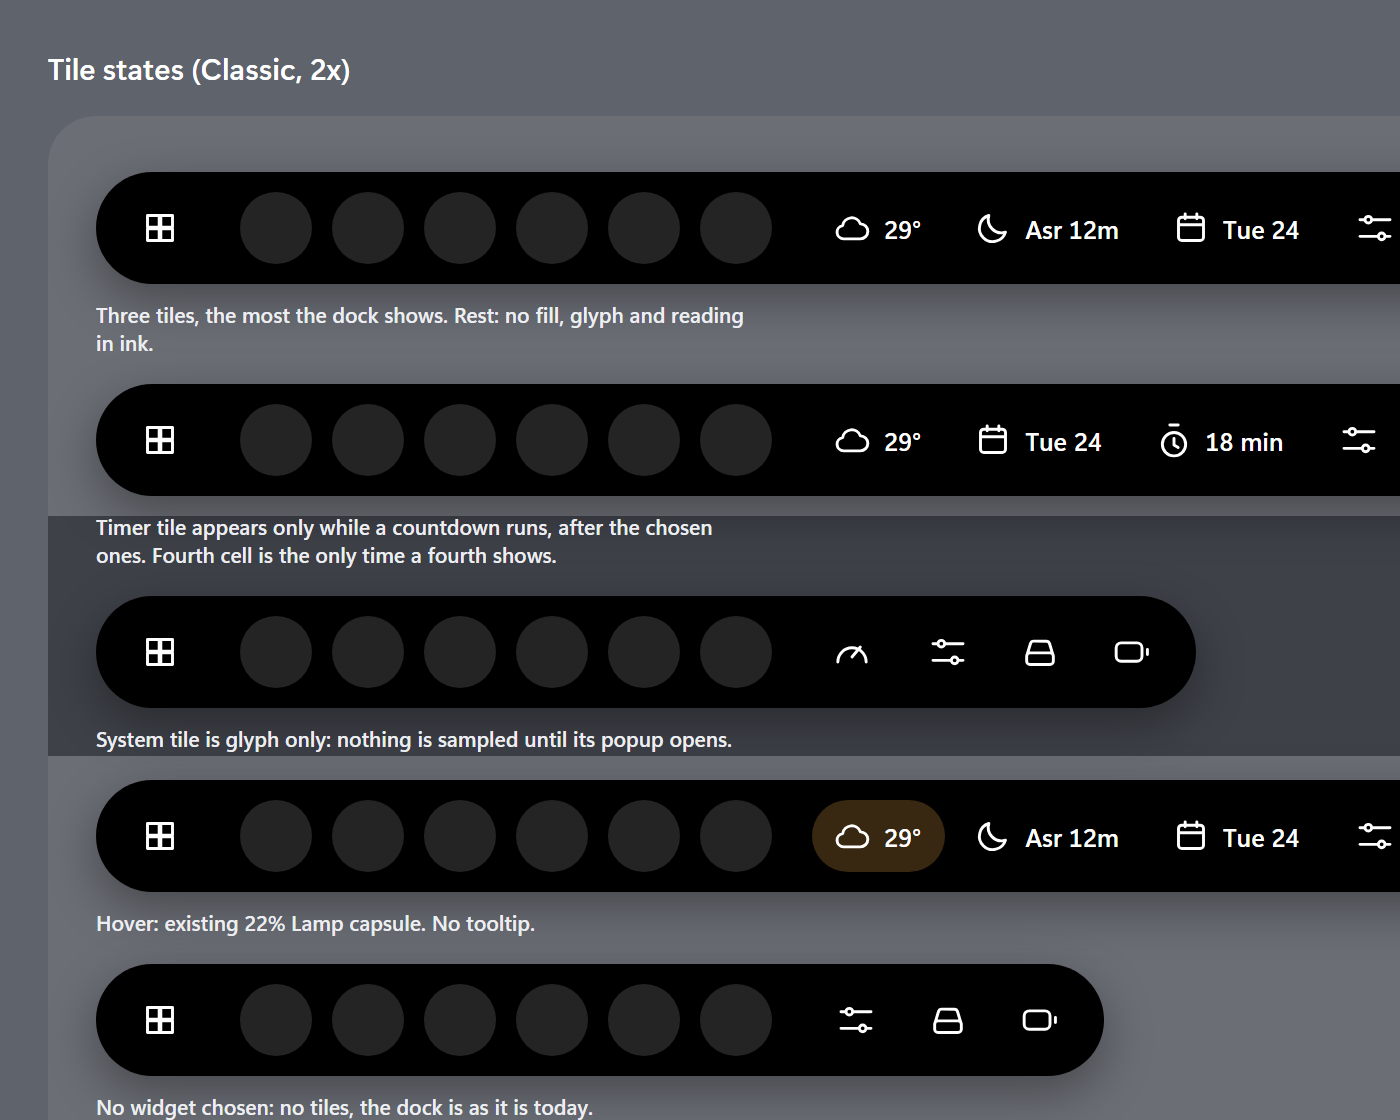 Tile states (Classic, 2x)
29° Asr 12m Tue 24
Three tiles, the most the dock shows. Rest: no fill, glyph and reading
in ink.
29° Tue 24 18 min
Timer tile appears only while a countdown runs, after the chosen
ones. Fourth cell is the only time a fourth shows.
System tile is glyph only: nothing is sampled until its popup opens.
29° Asr 12m Tue 24
Hover: existing 22% Lamp capsule. No tooltip.
No widget chosen: no tiles, the dock is as it is today.